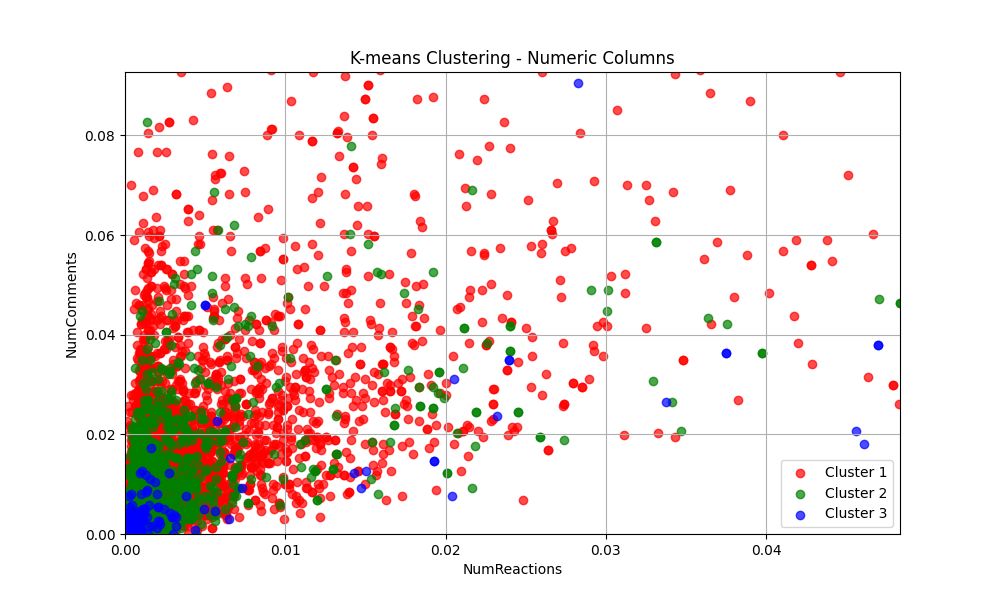 K-means Clustering - Numeric Columns
NumComments
0.08
0.06
0.04
0.02
0.00
0.00 0.01 0.02 0.03 0.04
NumReactions
Cluster 1
Cluster 2
Cluster 3